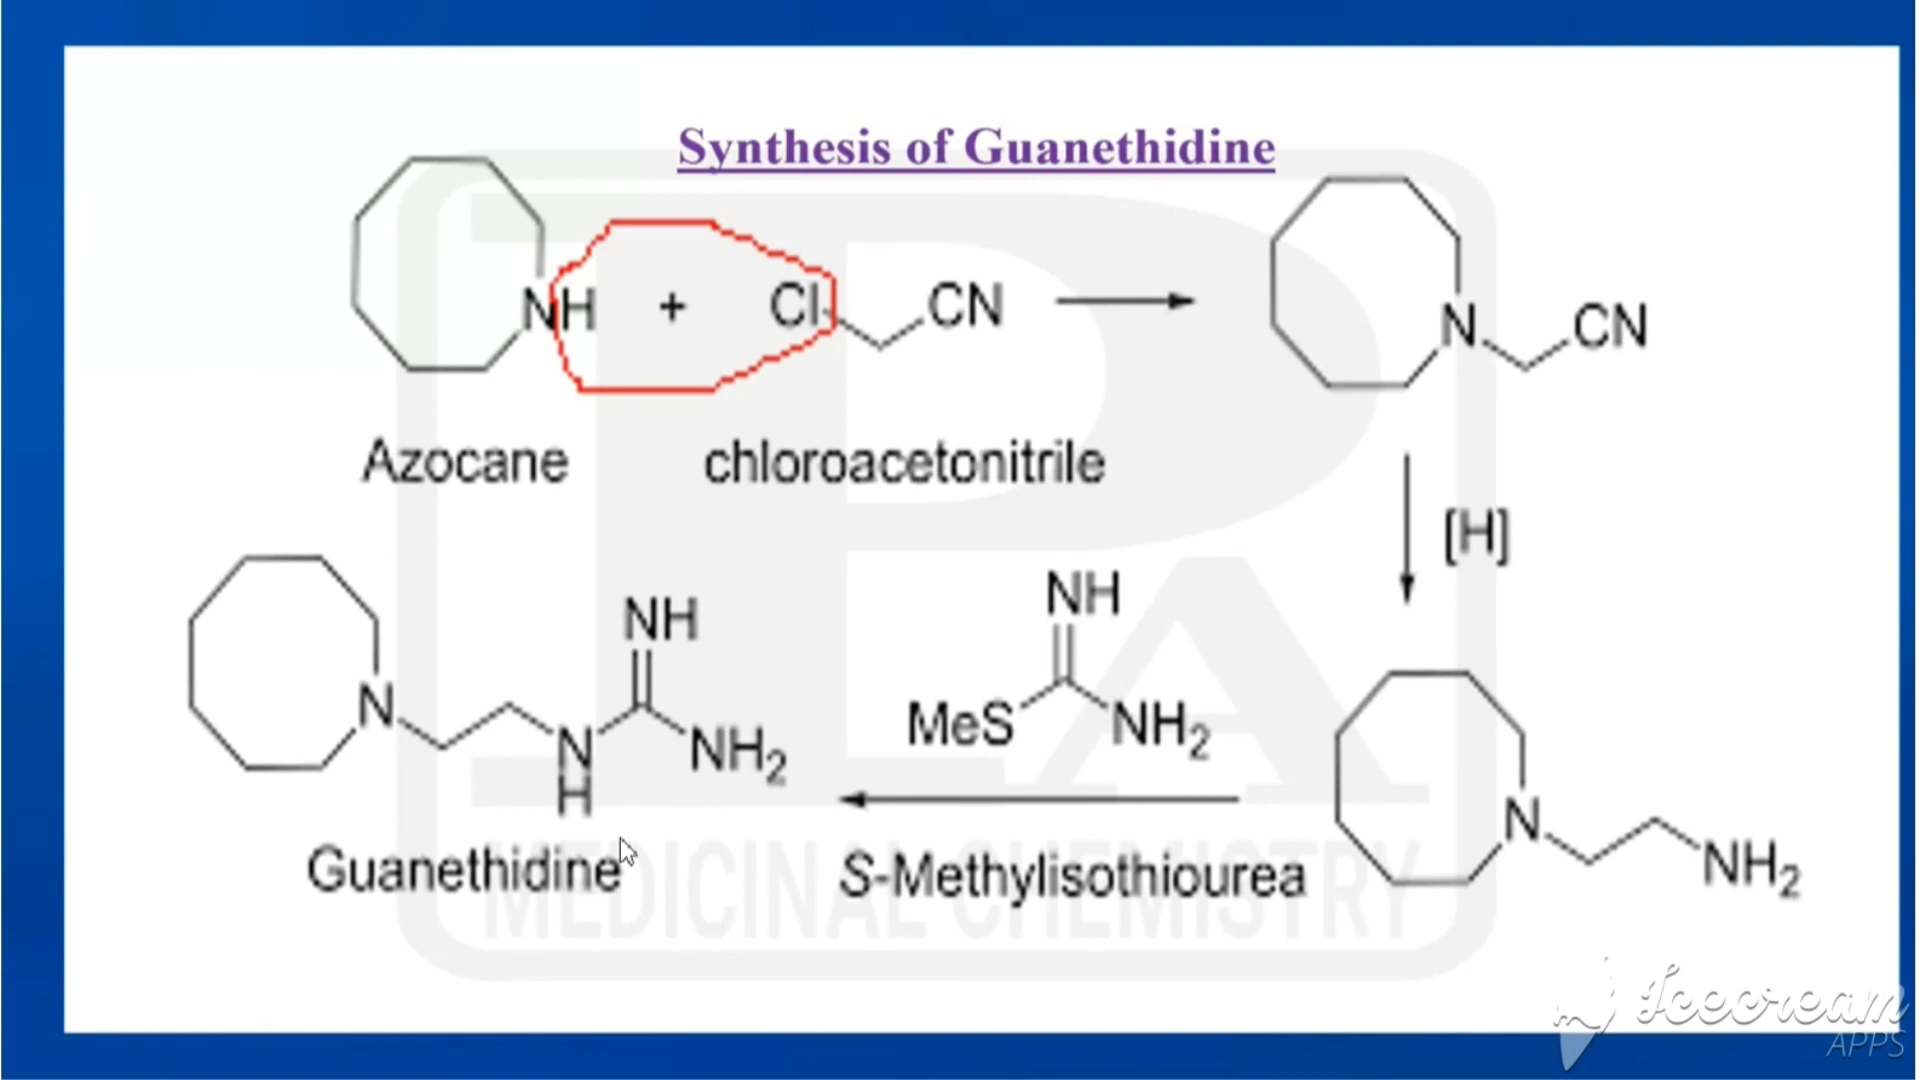 Synthesis of Guanethidine
NH + Cl CN N CN
Azocane chloroacetonitrile
[H]
NH NH
N N H NH2 MeS NH2
N NH2
Guanethidine S-Methylisothiourea
MEDICINAL CHEMISTRY
Icecream
APPS